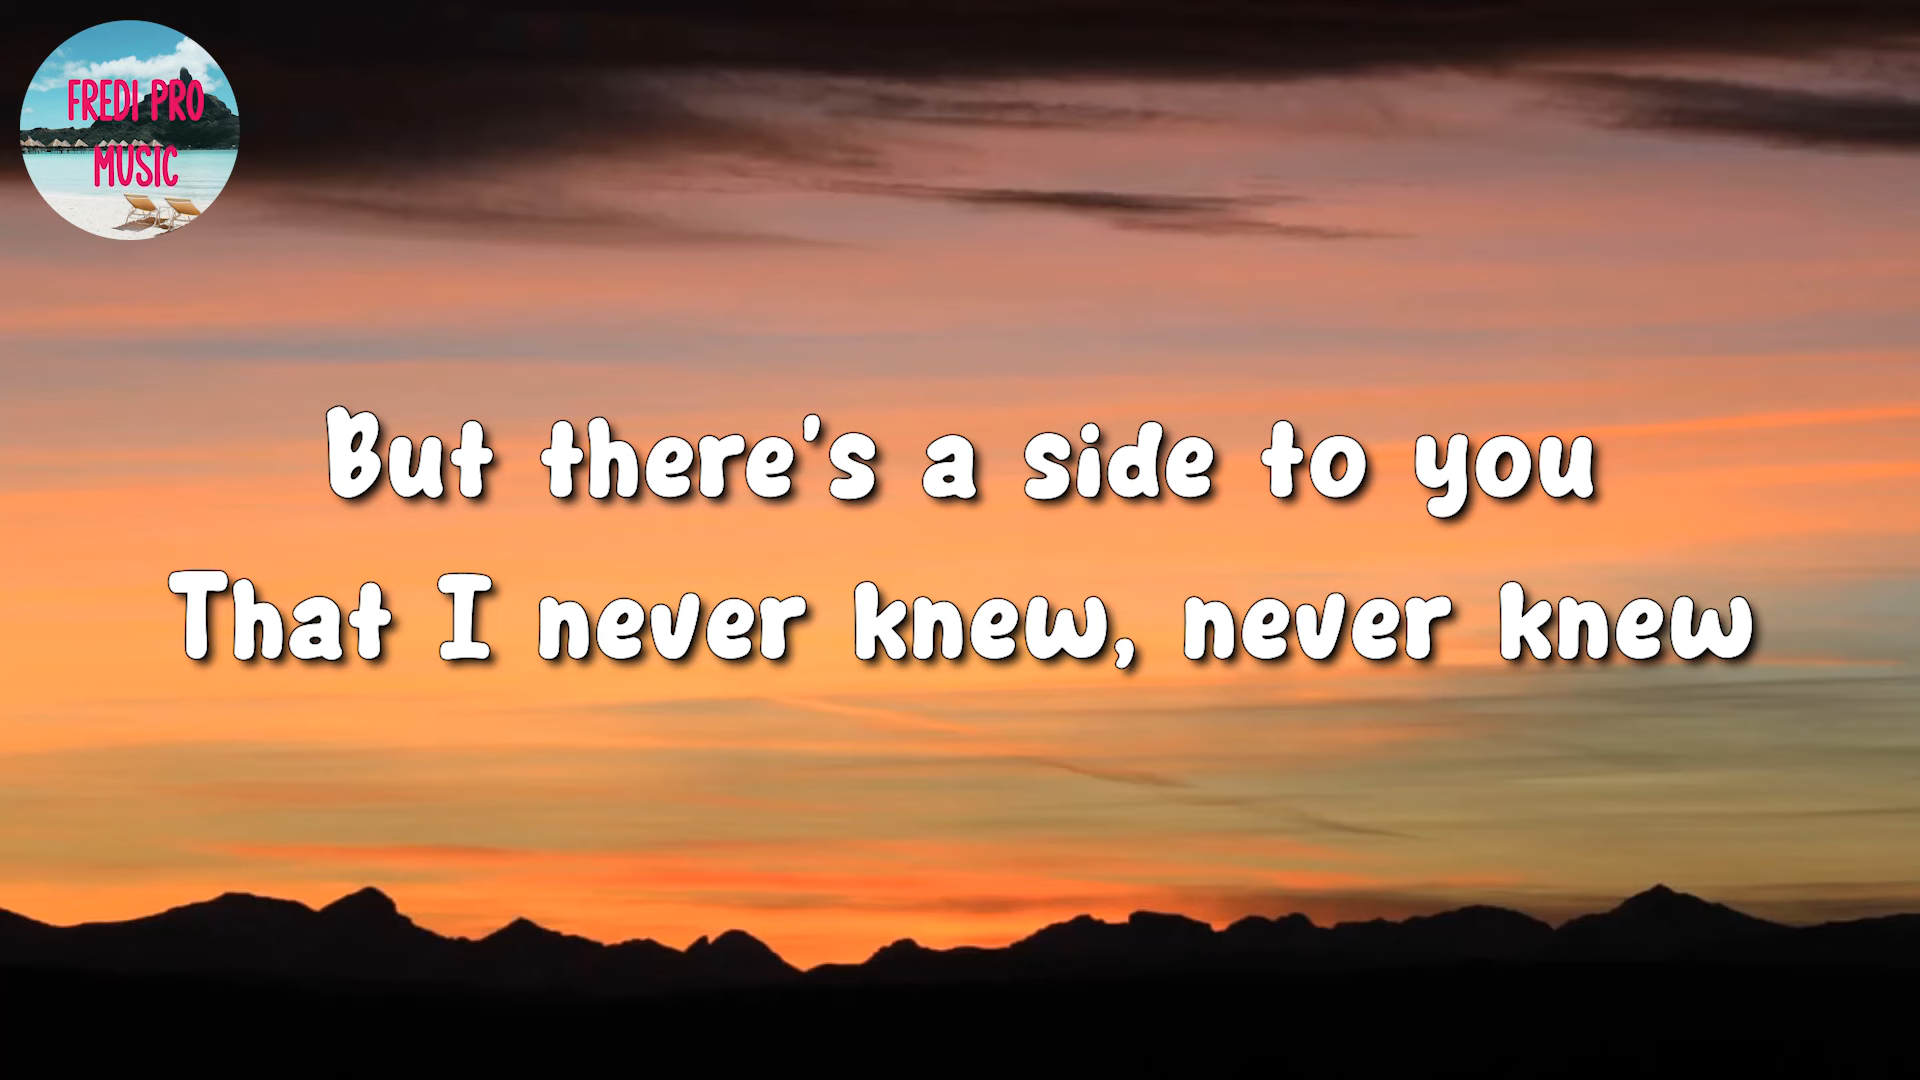 FREDI PRO
MUSIC
But there's a side to you
That I never knew, never knew